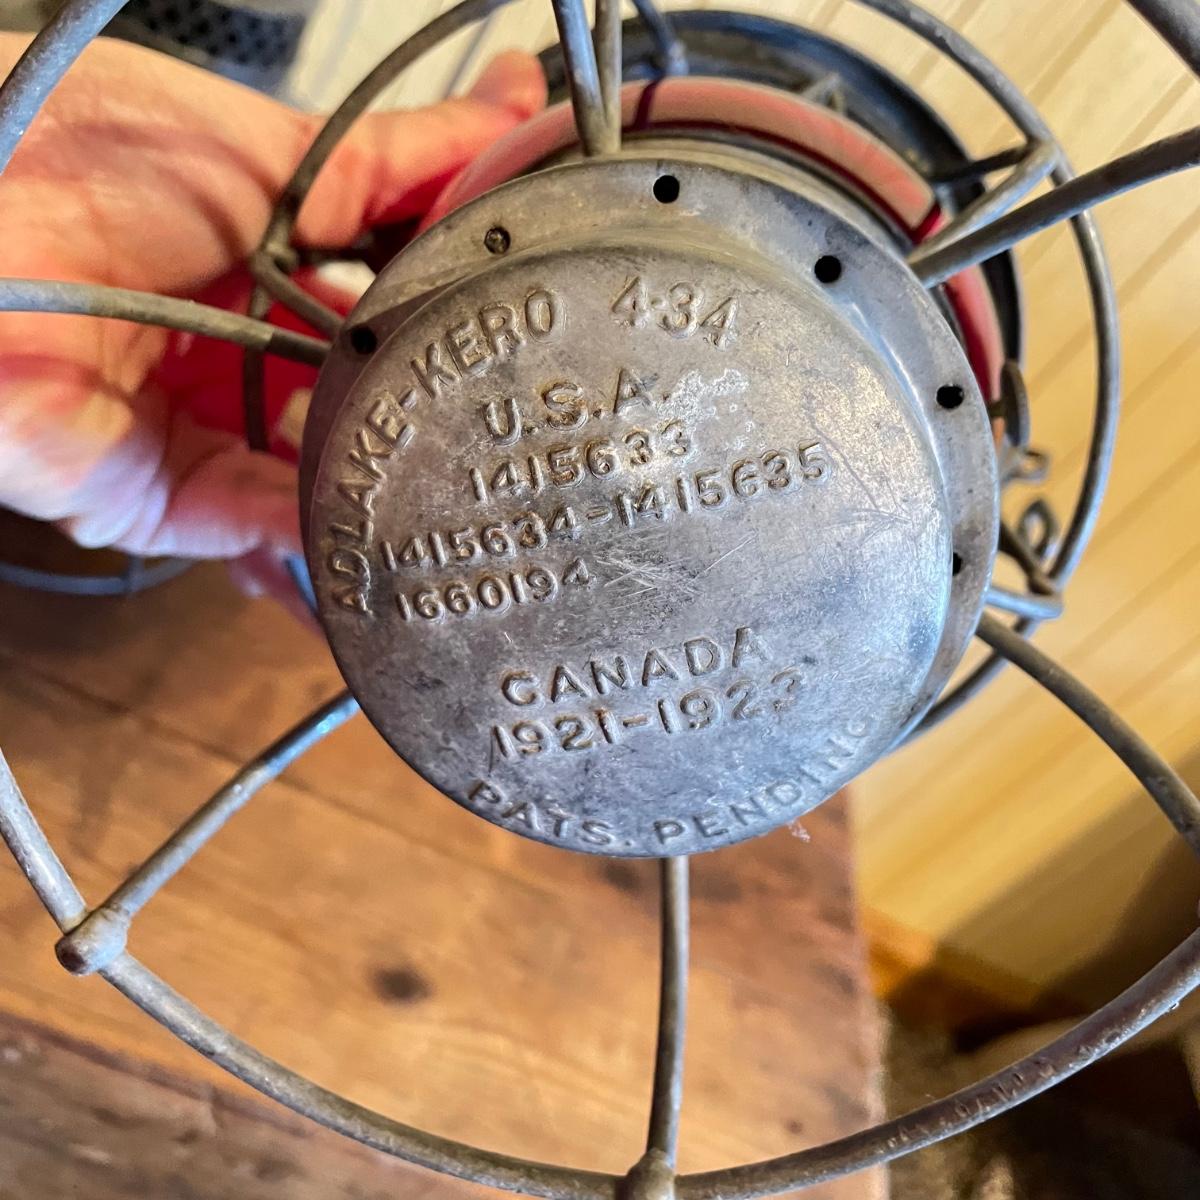 ADLAKE-KERO 4-34
U.S.A.
1415633
1415634-1415635
1660194
CANADA
1921-1923
PATS. PENDING